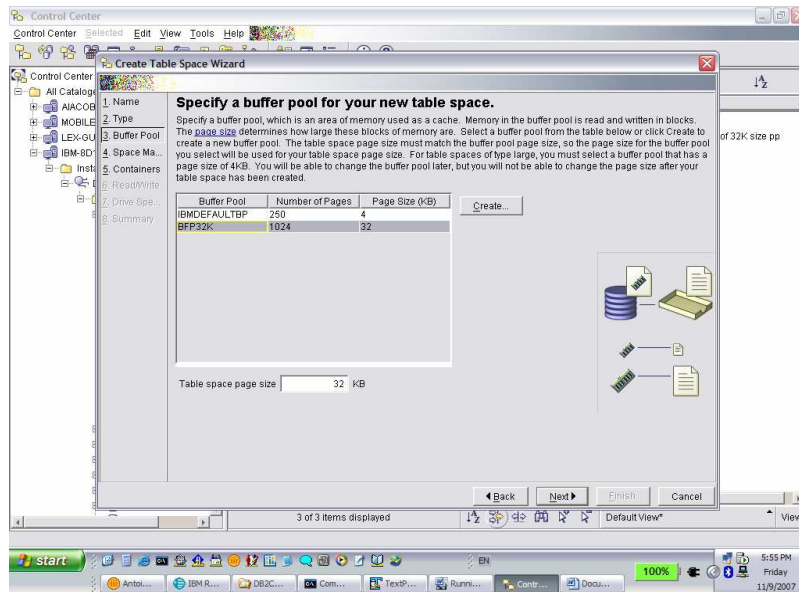 Control Center
Control Center Selected Edit View Tools Help
Create Table Space Wizard
Control Center
All Cataloge
AIACOB
MOBILE
LEX-GU
IBM-8D
Insta
1. Name
2. Type
3. Buffer Pool
4. Space Ma...
5. Containers
6. Read/Write
7. Drive Spe...
8. Summary
Specify a buffer pool for your new table space.
Specify a buffer pool, which is an area of memory used as a cache. Memory in the buffer pool is read and written in blocks.
The page size determines how large these blocks of memory are. Select a buffer pool from the table below or click Create to
create a new buffer pool. The table space page size must match the buffer pool page size, so the page size for the buffer pool
you select will be used for your table space page size. For table spaces of type large, you must select a buffer pool that has a
page size of 4KB. You will be able to change the buffer pool later, but you will not be able to change the page size after your
table space has been created.
of 32K size pp
Buffer Pool Number of Pages Page Size (KB)
IBMDEFAULTBP 250 4
BFP32K 1024 32
Create...
Table space page size 32 KB
Back Next Finish Cancel
3 of 3 items displayed
Default View* View
start
EN
100%
5:55 PM
Friday
11/9/2007
Antoi... IBM R... DB2C... Com... TextP... Runni... Contr... Docu...